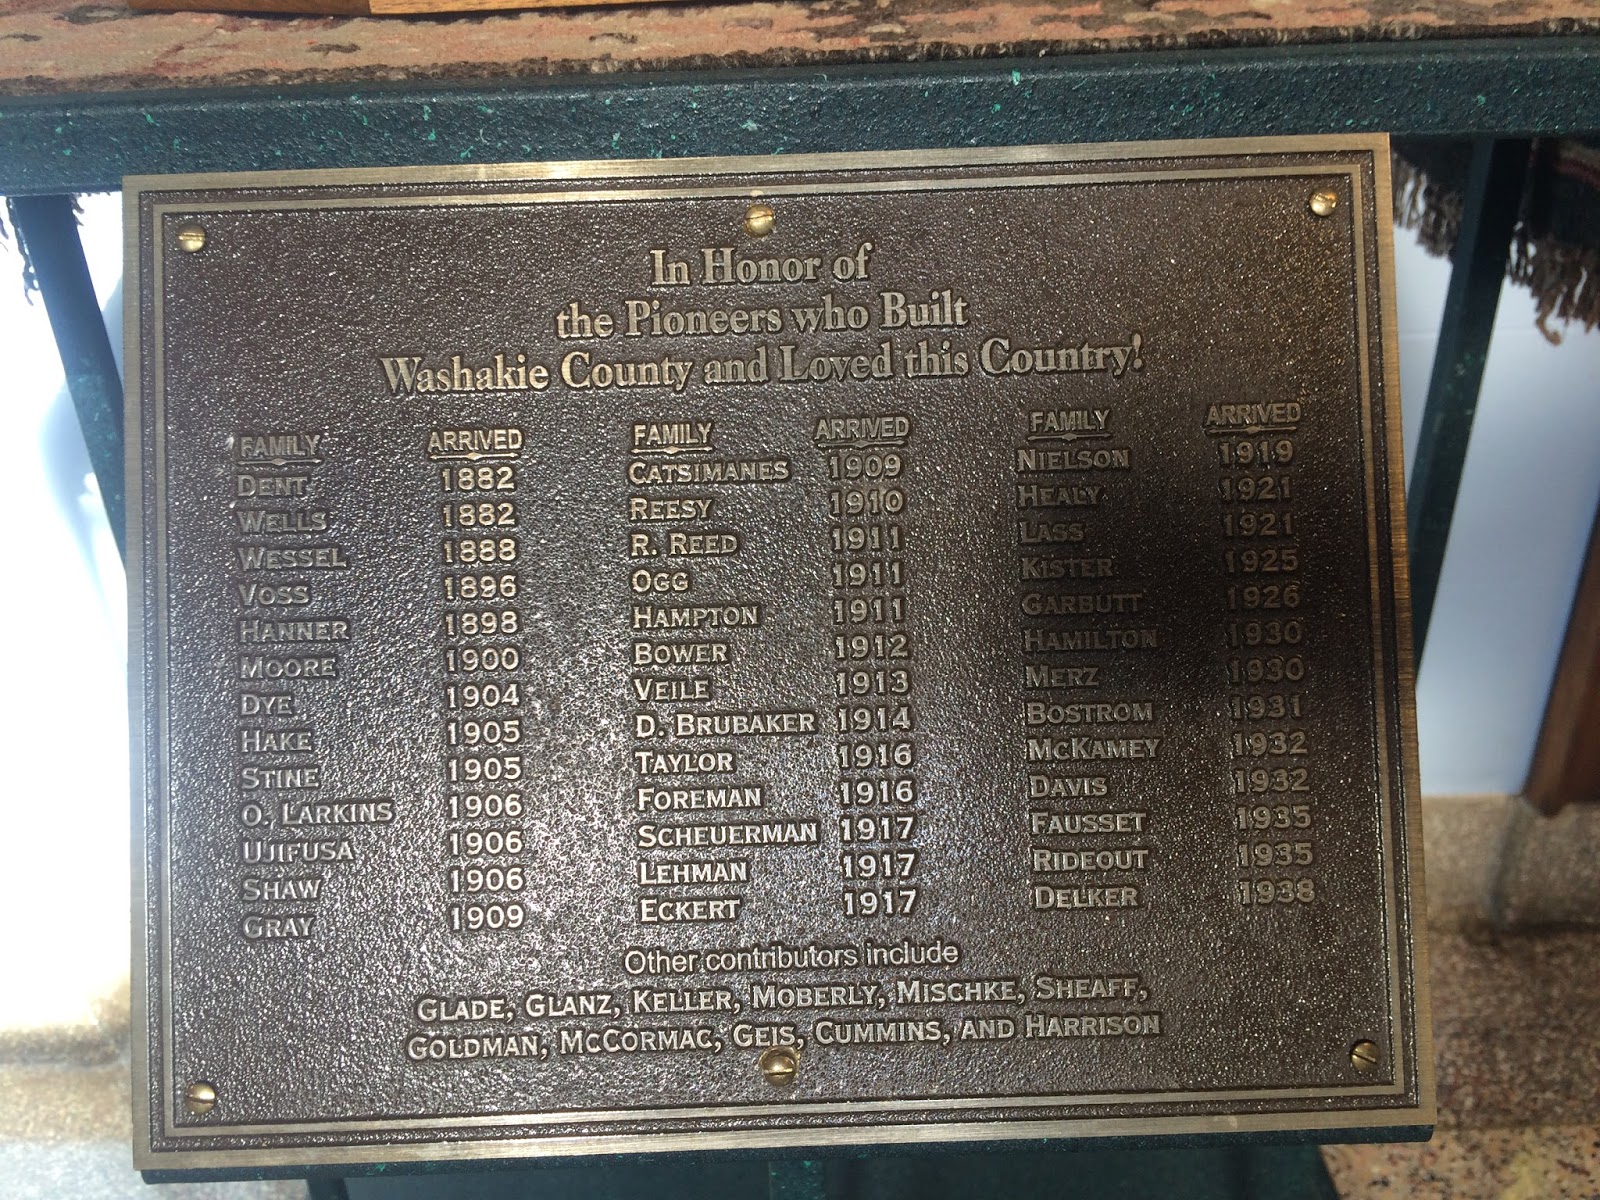 In Honor of
the Pioneers who Built
Washakie County and Loved this Country!
FAMILY ARRIVED
DENT 1882
WELLS 1882
WESSEL 1888
VOSS 1896
HANNER 1898
MOORE 1900
DYE 1904
HAKE 1905
STINE 1905
O. LARKINS 1906
UJIFUSA 1906
SHAW 1906
GRAY 1909
FAMILY ARRIVED
CATSIMANES 1909
REESY 1910
R. REED 1911
OGG 1911
HAMPTON 1911
BOWER 1912
VEILE 1913
D. BRUBAKER 1914
TAYLOR 1916
FOREMAN 1916
SCHEUERMAN 1917
LEHMAN 1917
ECKERT 1917
FAMILY ARRIVED
NIELSON 1919
HEALY 1921
LASS 1921
KISTER 1925
GARBUTT 1926
HAMILTON 1930
MERZ 1930
BOSTROM 1931
MCKAMEY 1932
DAVIS 1932
FAUSSET 1935
RIDEOUT 1935
DELKER 1938
Other contributors include
GLADE, GLANZ, KELLER, MOBERLY, MISCHKE, SHEAFF,
GOLDMAN, MCCORMAC, GEIS, CUMMINS, AND HARRISON